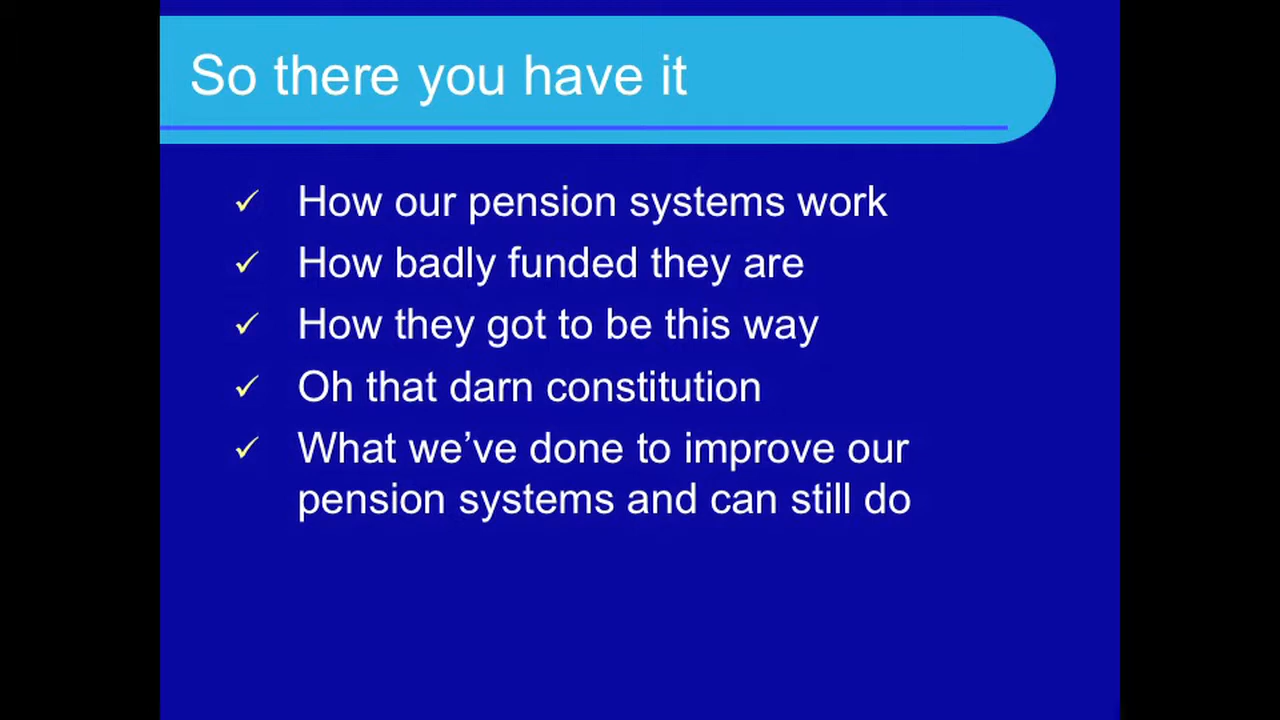 So there you have it
✓ How our pension systems work
✓ How badly funded they are
✓ How they got to be this way
✓ Oh that darn constitution
✓ What we’ve done to improve our
pension systems and can still do